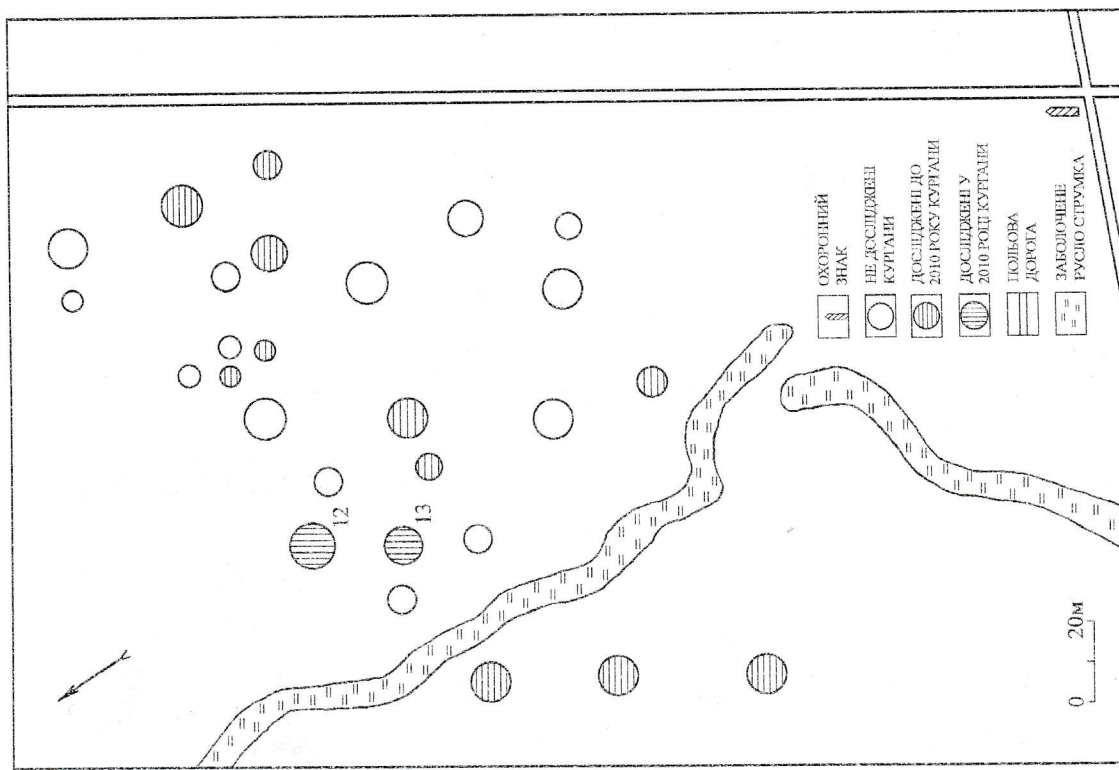 12
13
ОХОРОННИЙ
ЗНАК
НЕ ДОСЛІДЖЕНІ
КУРГАНИ
ДОСЛІДЖЕНІ ДО
2010 РОКУ КУРГАНИ
ДОСЛІДЖЕНІ У
2010 РОЦІ КУРГАНИ
ПОЛЬОВА
ДОРОГА
ЗАБОЛОЧЕНЕ
РУСЛО СТРУМКА
0 20м